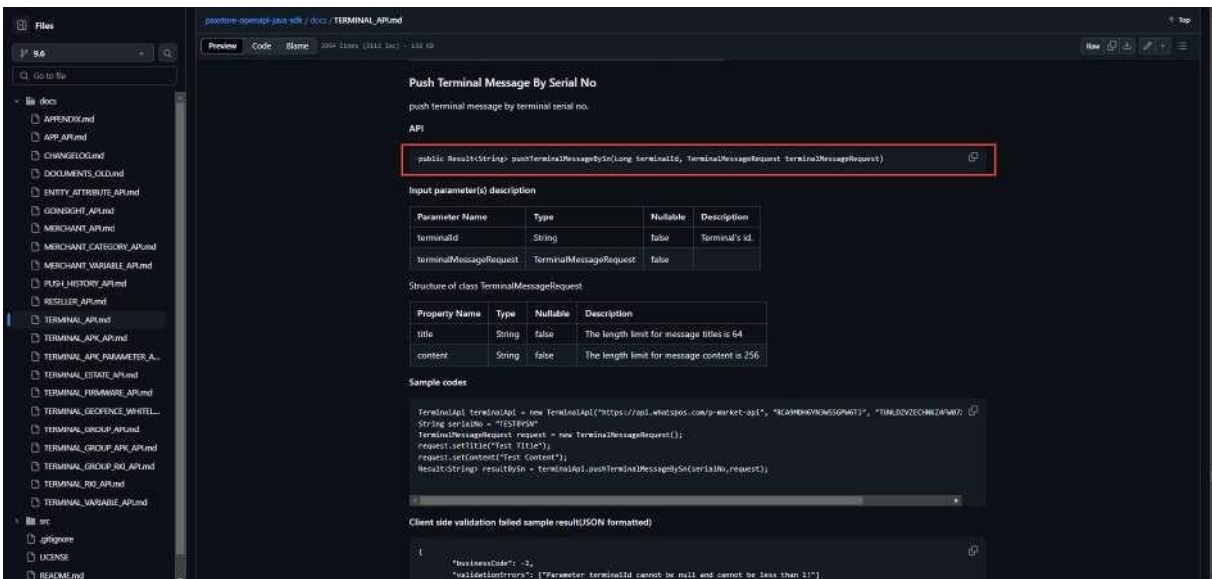 Files
paxstore-openapi-java-sdk / docs / TERMINAL_API.md
Top
9.6
Preview Code Blame
Raw
Go to file
docs
APPENDIX.md
APP_API.md
CHANGELOG.md
DOCUMENTS_OLD.md
ENTITY_ATTRIBUTE_API.md
GOINSIGHT_API.md
MERCHANT_API.md
MERCHANT_CATEGORY_API.md
MERCHANT_VARIABLE_API.md
PUSH_HISTORY_API.md
RESELLER_API.md
TERMINAL_API.md
TERMINAL_APK_API.md
TERMINAL_APK_PARAMETER_A...
TERMINAL_ESTATE_API.md
TERMINAL_FIRMWARE_API.md
TERMINAL_GEOFENCE_WHITEL...
TERMINAL_GROUP_API.md
TERMINAL_GROUP_APK_API.md
TERMINAL_GROUP_RKI_API.md
TERMINAL_RKI_API.md
TERMINAL_VARIABLE_API.md
src
.gitignore
LICENSE
README.md
Push Terminal Message By Serial No
push terminal message by terminal serial no.
API
public Result<String> pushTerminalMessageBySn(Long terminalId, TerminalMessageRequest terminalMessageRequest)
Input parameter(s) description
Parameter Name Type Nullable Description
terminalId String false Terminal's id.
terminalMessageRequest TerminalMessageRequest false
Structure of class TerminalMessageRequest
Property Name Type Nullable Description
title String false The length limit for message titles is 64
content String false The length limit for message content is 256
Sample codes
TerminalApi terminalApi = new TerminalApi("https://api.whatspos.com/p-market-api",
String serialNo = "TESTBYSN"
TerminalMessageRequest request = new TerminalMessageRequest();
request.setTitle("Test Title");
request.setContent("Test Content");
Result<String> resultBySn = terminalApi.pushTerminalMessageBySn(serialNo,request);
Client side validation failed sample result(JSON formatted)
{
"businessCode": -1,
"validationErrors": ["Parameter terminalId cannot be null and cannot be less than 1!"]